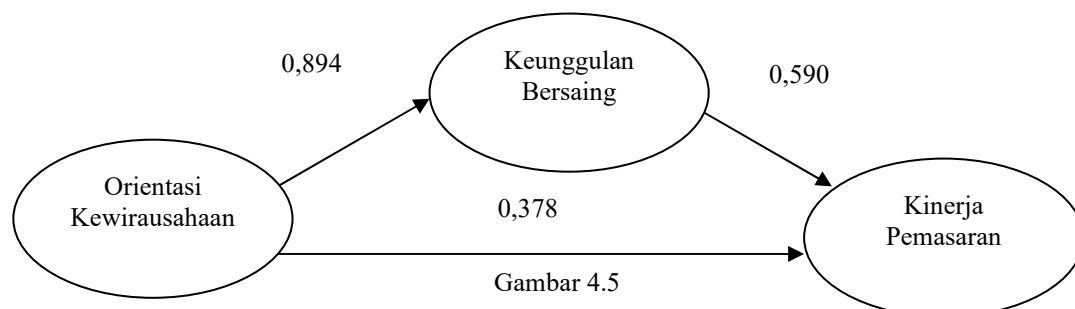 0,894
Keunggulan
Bersaing
0,590
Orientasi
Kewirausahaan
0,378
Kinerja
Pemasaran
Gambar 4.5